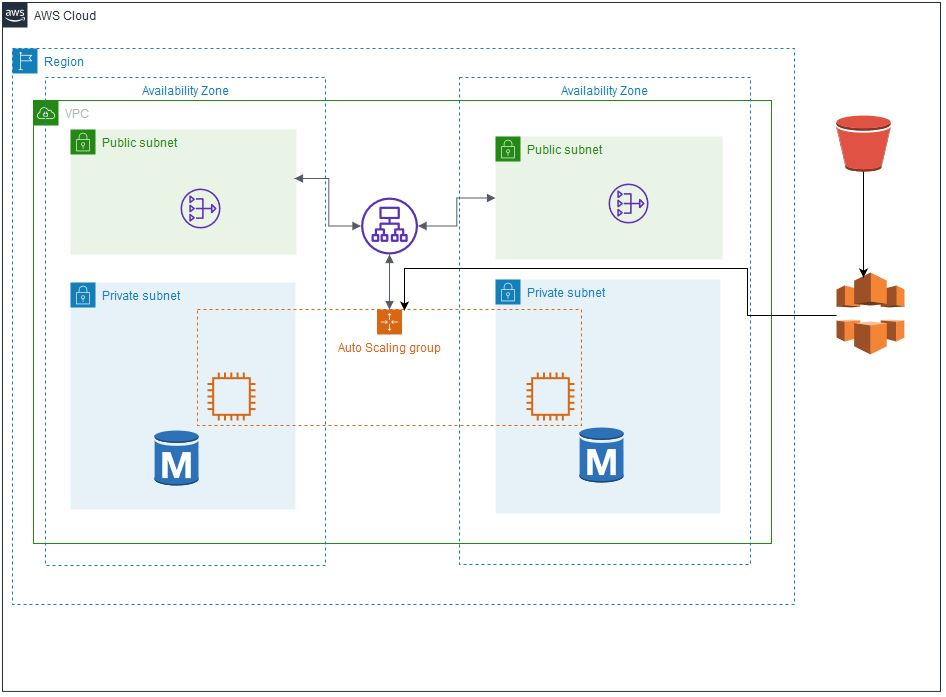 aws
AWS Cloud
Region
Availability Zone
Availability Zone
VPC
Public subnet
Public subnet
Private subnet
Private subnet
Auto Scaling group
M
M